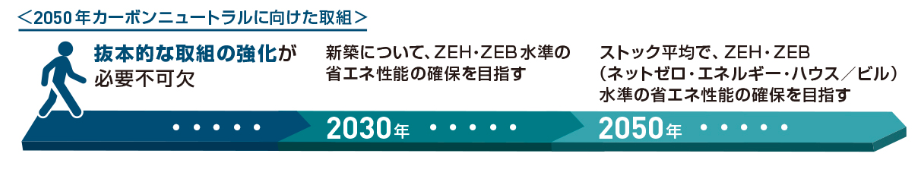 ＜2050年カーボンニュートラルに向けた取組＞
抜本的な取組の強化が
必要不可欠
新築について、ZEH・ZEB水準の
省エネ性能の確保を目指す
ストック平均で、ZEH・ZEB
（ネットゼロ・エネルギー・ハウス／ビル）
水準の省エネ性能の確保を目指す
・・・・・ 2030年 ・・・・・ 2050年 ・・・・・